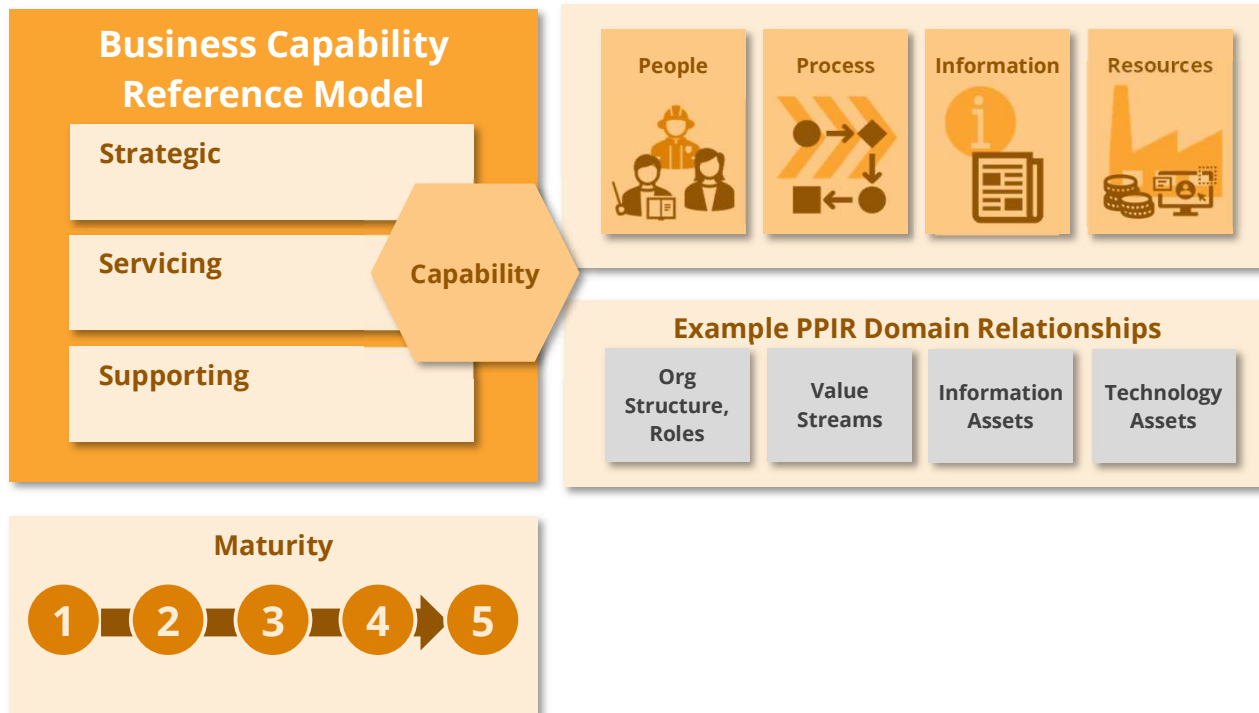 Business Capability
Reference Model
Strategic
Servicing
Supporting
Capability
People
Process
Information
Resources
Example PPIR Domain Relationships
Org
Structure,
Roles
Value
Streams
Information
Assets
Technology
Assets
Maturity
1
2
3
4
5